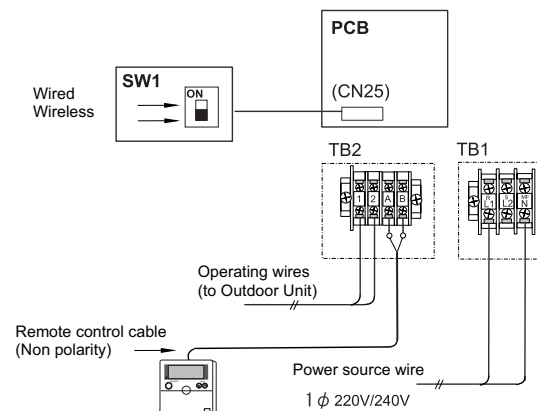 PCB
SW1
ON
(CN25)
Wired
Wireless
TB2
TB1
1 2 A B
R S MP
L1 L2 N
Operating wires
(to Outdoor Unit)
Remote control cable
(Non polarity)
Power source wire
1ϕ 220V/240V